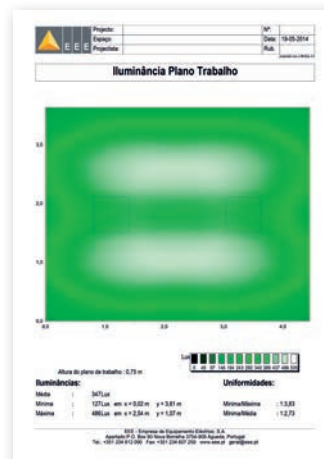 EEE
Projecto:
Nº:
Espaço:
Data: 19-05-2014
Projectista:
Rub.
Iluminância Plano Trabalho
3,0
2,0
1,0
0,0
0,0 1,0 2,0 3,0 4,0
Lux
Altura do plano de trabalho : 0,75 m
Iluminâncias: Uniformidades:
Média : 347Lux
Mínima : 127Lux em x = 0,02 m y = 3,61 m Mínima/Máxima : 1:3,83
Máxima : 486Lux em x = 2,54 m y = 1,07 m Mínima/Média : 1:2,73
EEE - Empresa de Equipamento Eléctrico, S.A.